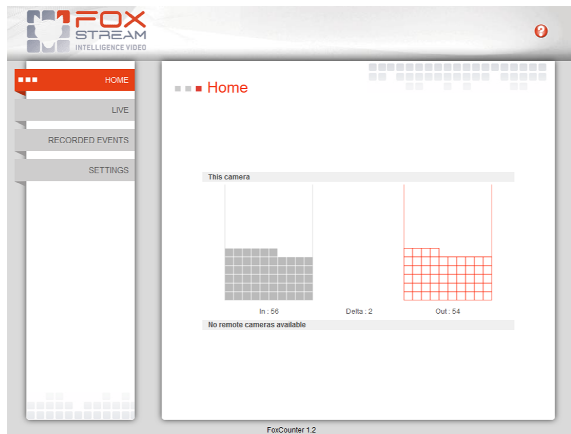 FOX
STREAM
INTELLIGENCE VIDEO
?
HOME
LIVE
RECORDED EVENTS
SETTINGS
Home
This camera
In : 56 Delta : 2 Out : 54
No remote cameras available
FoxCounter 1.2